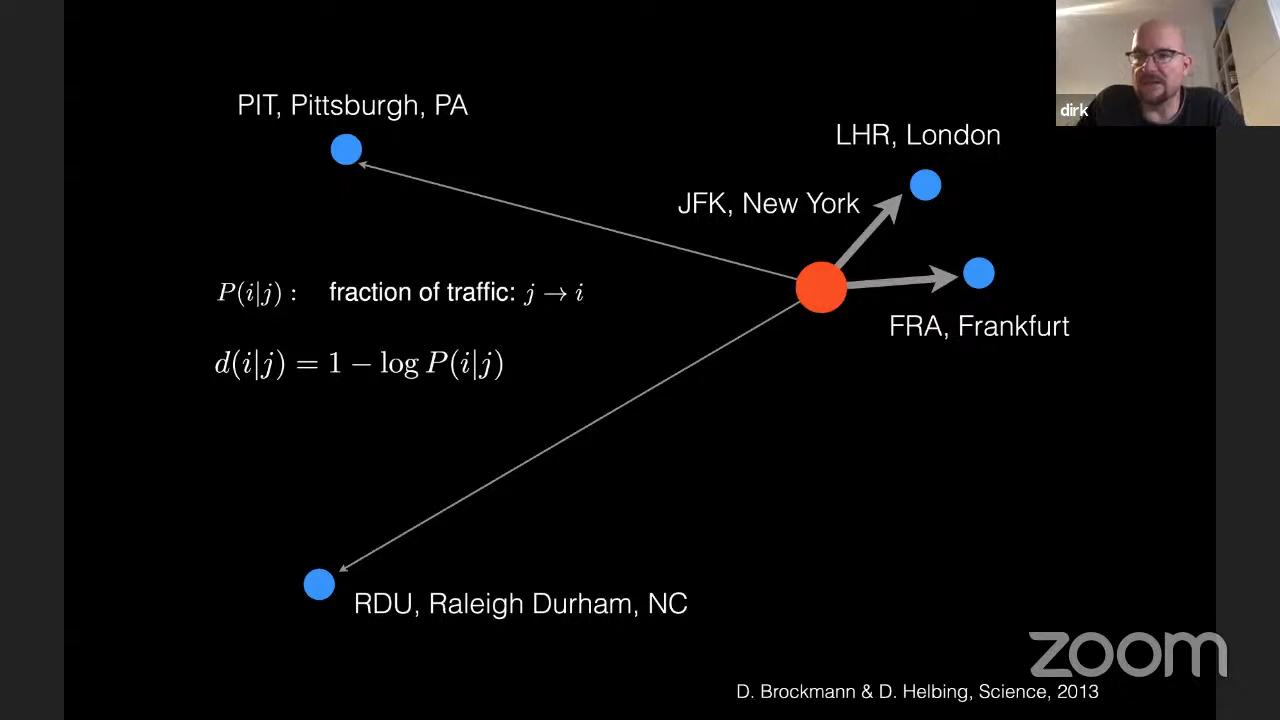 dirk
PIT, Pittsburgh, PA
LHR, London
JFK, New York
P(i|j) : fraction of traffic: j → i
FRA, Frankfurt
d(i|j) = 1 − log P(i|j)
RDU, Raleigh Durham, NC
zoom
D. Brockmann & D. Helbing, Science, 2013